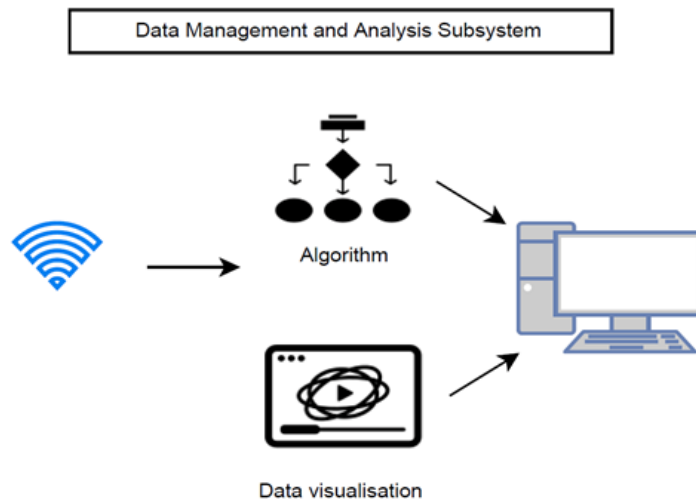 Data Management and Analysis Subsystem
Algorithm
Data visualisation